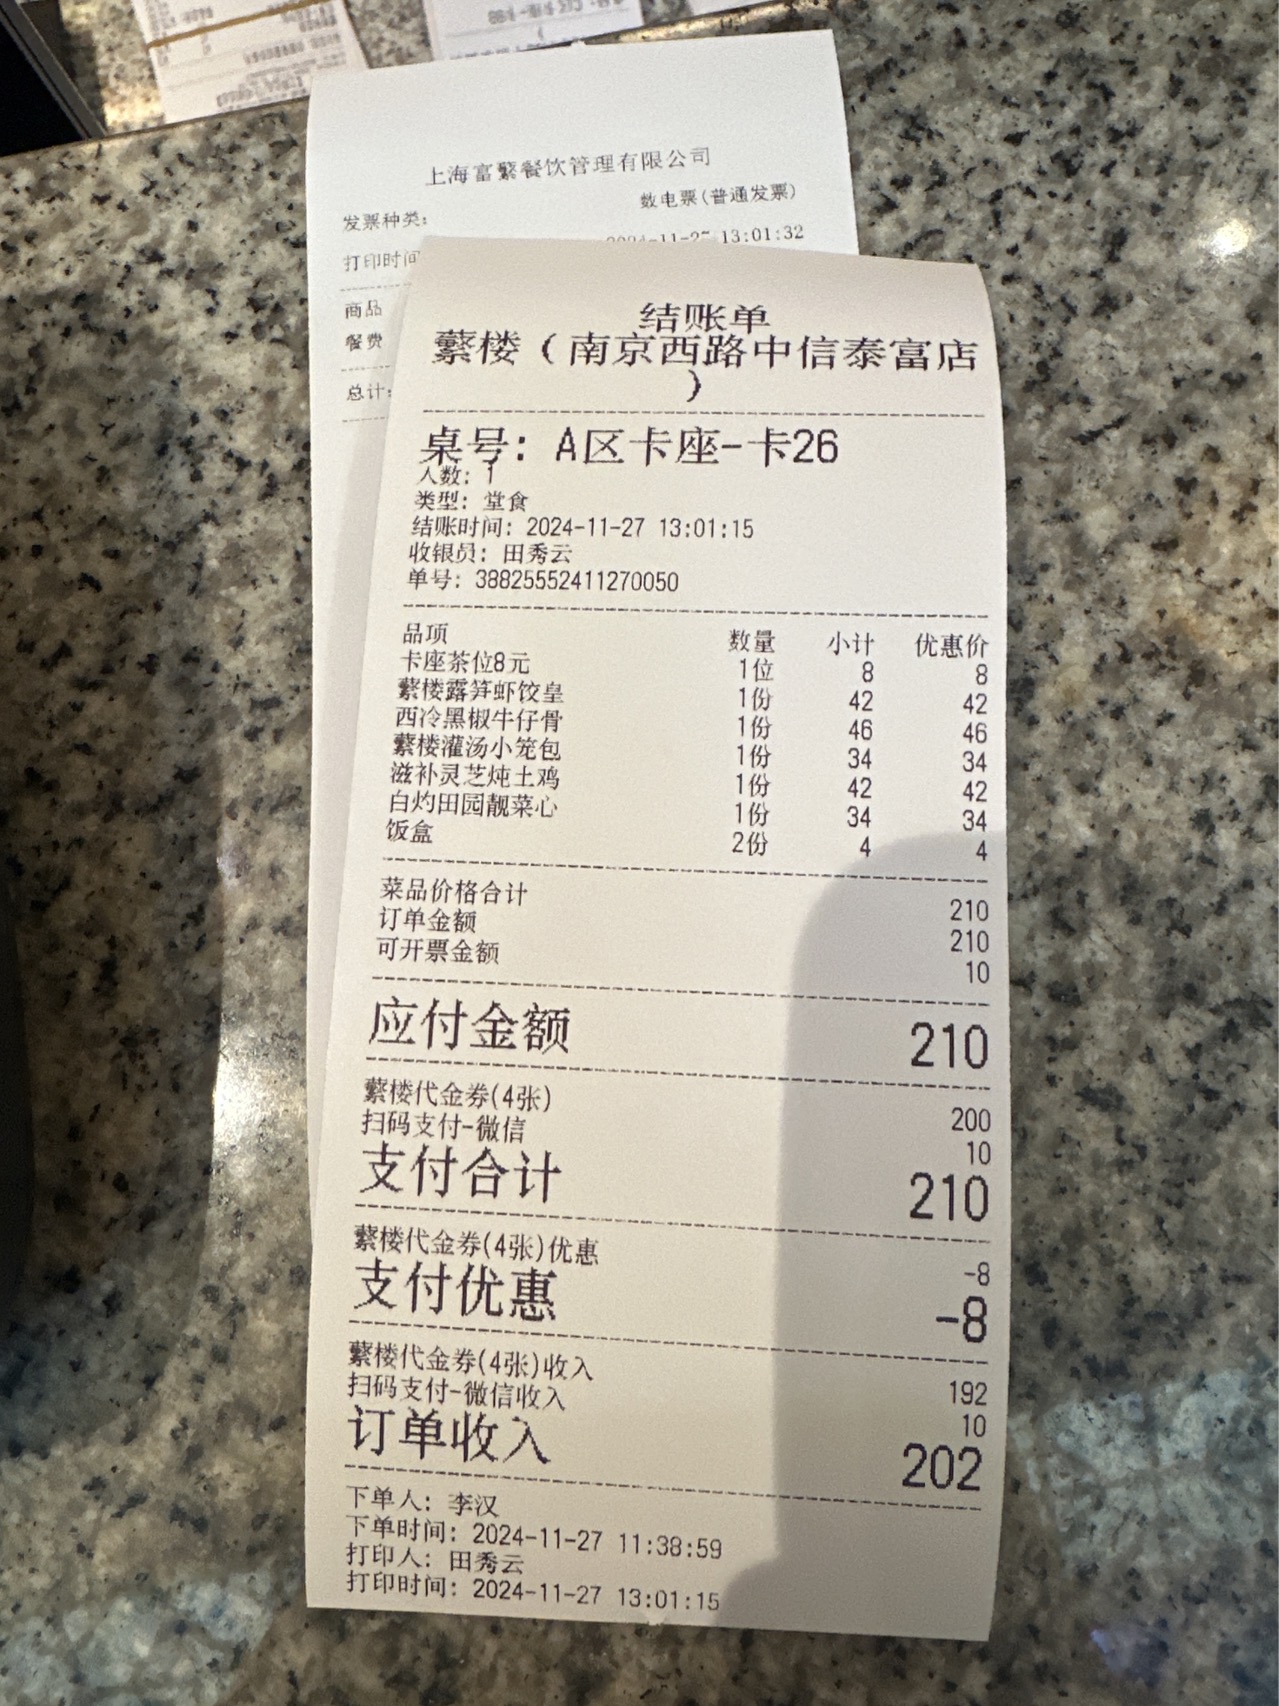 上海富蘩餐饮管理有限公司
发票种类： 数电票(普通发票)
打印时间 2024-11-27 13:01:32
商品
餐费
总计：
结账单
蘩楼（南京西路中信泰富店
）
桌号: A区卡座-卡26
人数: 1
类型: 堂食
结账时间: 2024-11-27 13:01:15
收银员: 田秀云
单号: 38825552411270050
品项 数量 小计 优惠价
卡座茶位8元 1位 8 8
蘩楼露笋虾饺皇 1份 42 42
西冷黑椒牛仔骨 1份 46 46
蘩楼灌汤小笼包 1份 34 34
滋补灵芝炖土鸡 1份 42 42
白灼田园靓菜心 1份 34 34
饭盒 2份 4 4
菜品价格合计 210
订单金额 210
可开票金额 10
应付金额 210
蘩楼代金券(4张) 200
扫码支付-微信 10
支付合计 210
蘩楼代金券(4张)优惠 -8
支付优惠 -8
蘩楼代金券(4张)收入 192
扫码支付-微信收入 10
订单收入 202
下单人: 李汉
下单时间: 2024-11-27 11:38:59
打印人: 田秀云
打印时间: 2024-11-27 13:01:15